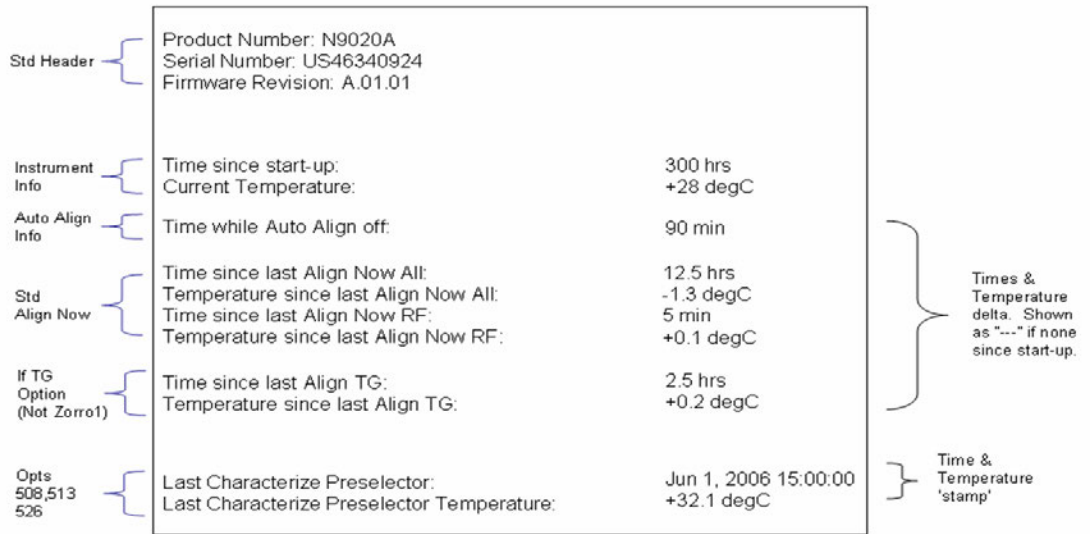 Std Header
Product Number: N9020A
Serial Number: US46340924
Firmware Revision: A.01.01
Instrument
Info
Time since start-up: 300 hrs
Current Temperature: +28 degC
Auto Align
Info
Time while Auto Align off: 90 min
Std
Align Now
Time since last Align Now All: 12.5 hrs
Temperature since last Align Now All: -1.3 degC
Time since last Align Now RF: 5 min
Temperature since last Align Now RF: +0.1 degC
Times &
Temperature
delta. Shown
as "---" if none
since start-up.
If TG
Option
(Not Zorro1)
Time since last Align TG: 2.5 hrs
Temperature since last Align TG: +0.2 degC
Opts
508,513
526
Last Characterize Preselector: Jun 1, 2006 15:00:00
Last Characterize Preselector Temperature: +32.1 degC
Time &
Temperature
'stamp'